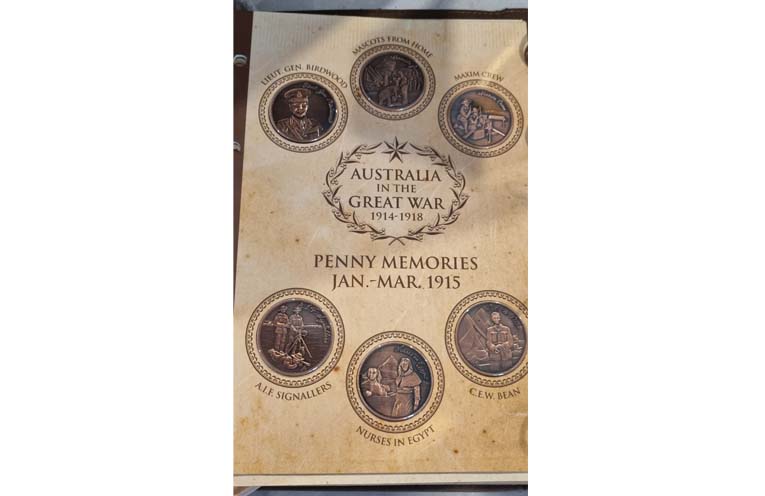 LIEUT. GEN. BIRDWOOD
MASCOTS FROM HOME
MAXIM CREW
AUSTRALIA
IN THE
GREAT WAR
1914-1918
PENNY MEMORIES
JAN.-MAR. 1915
A.I.F. SIGNALLERS
NURSES IN EGYPT
C.E.W. BEAN